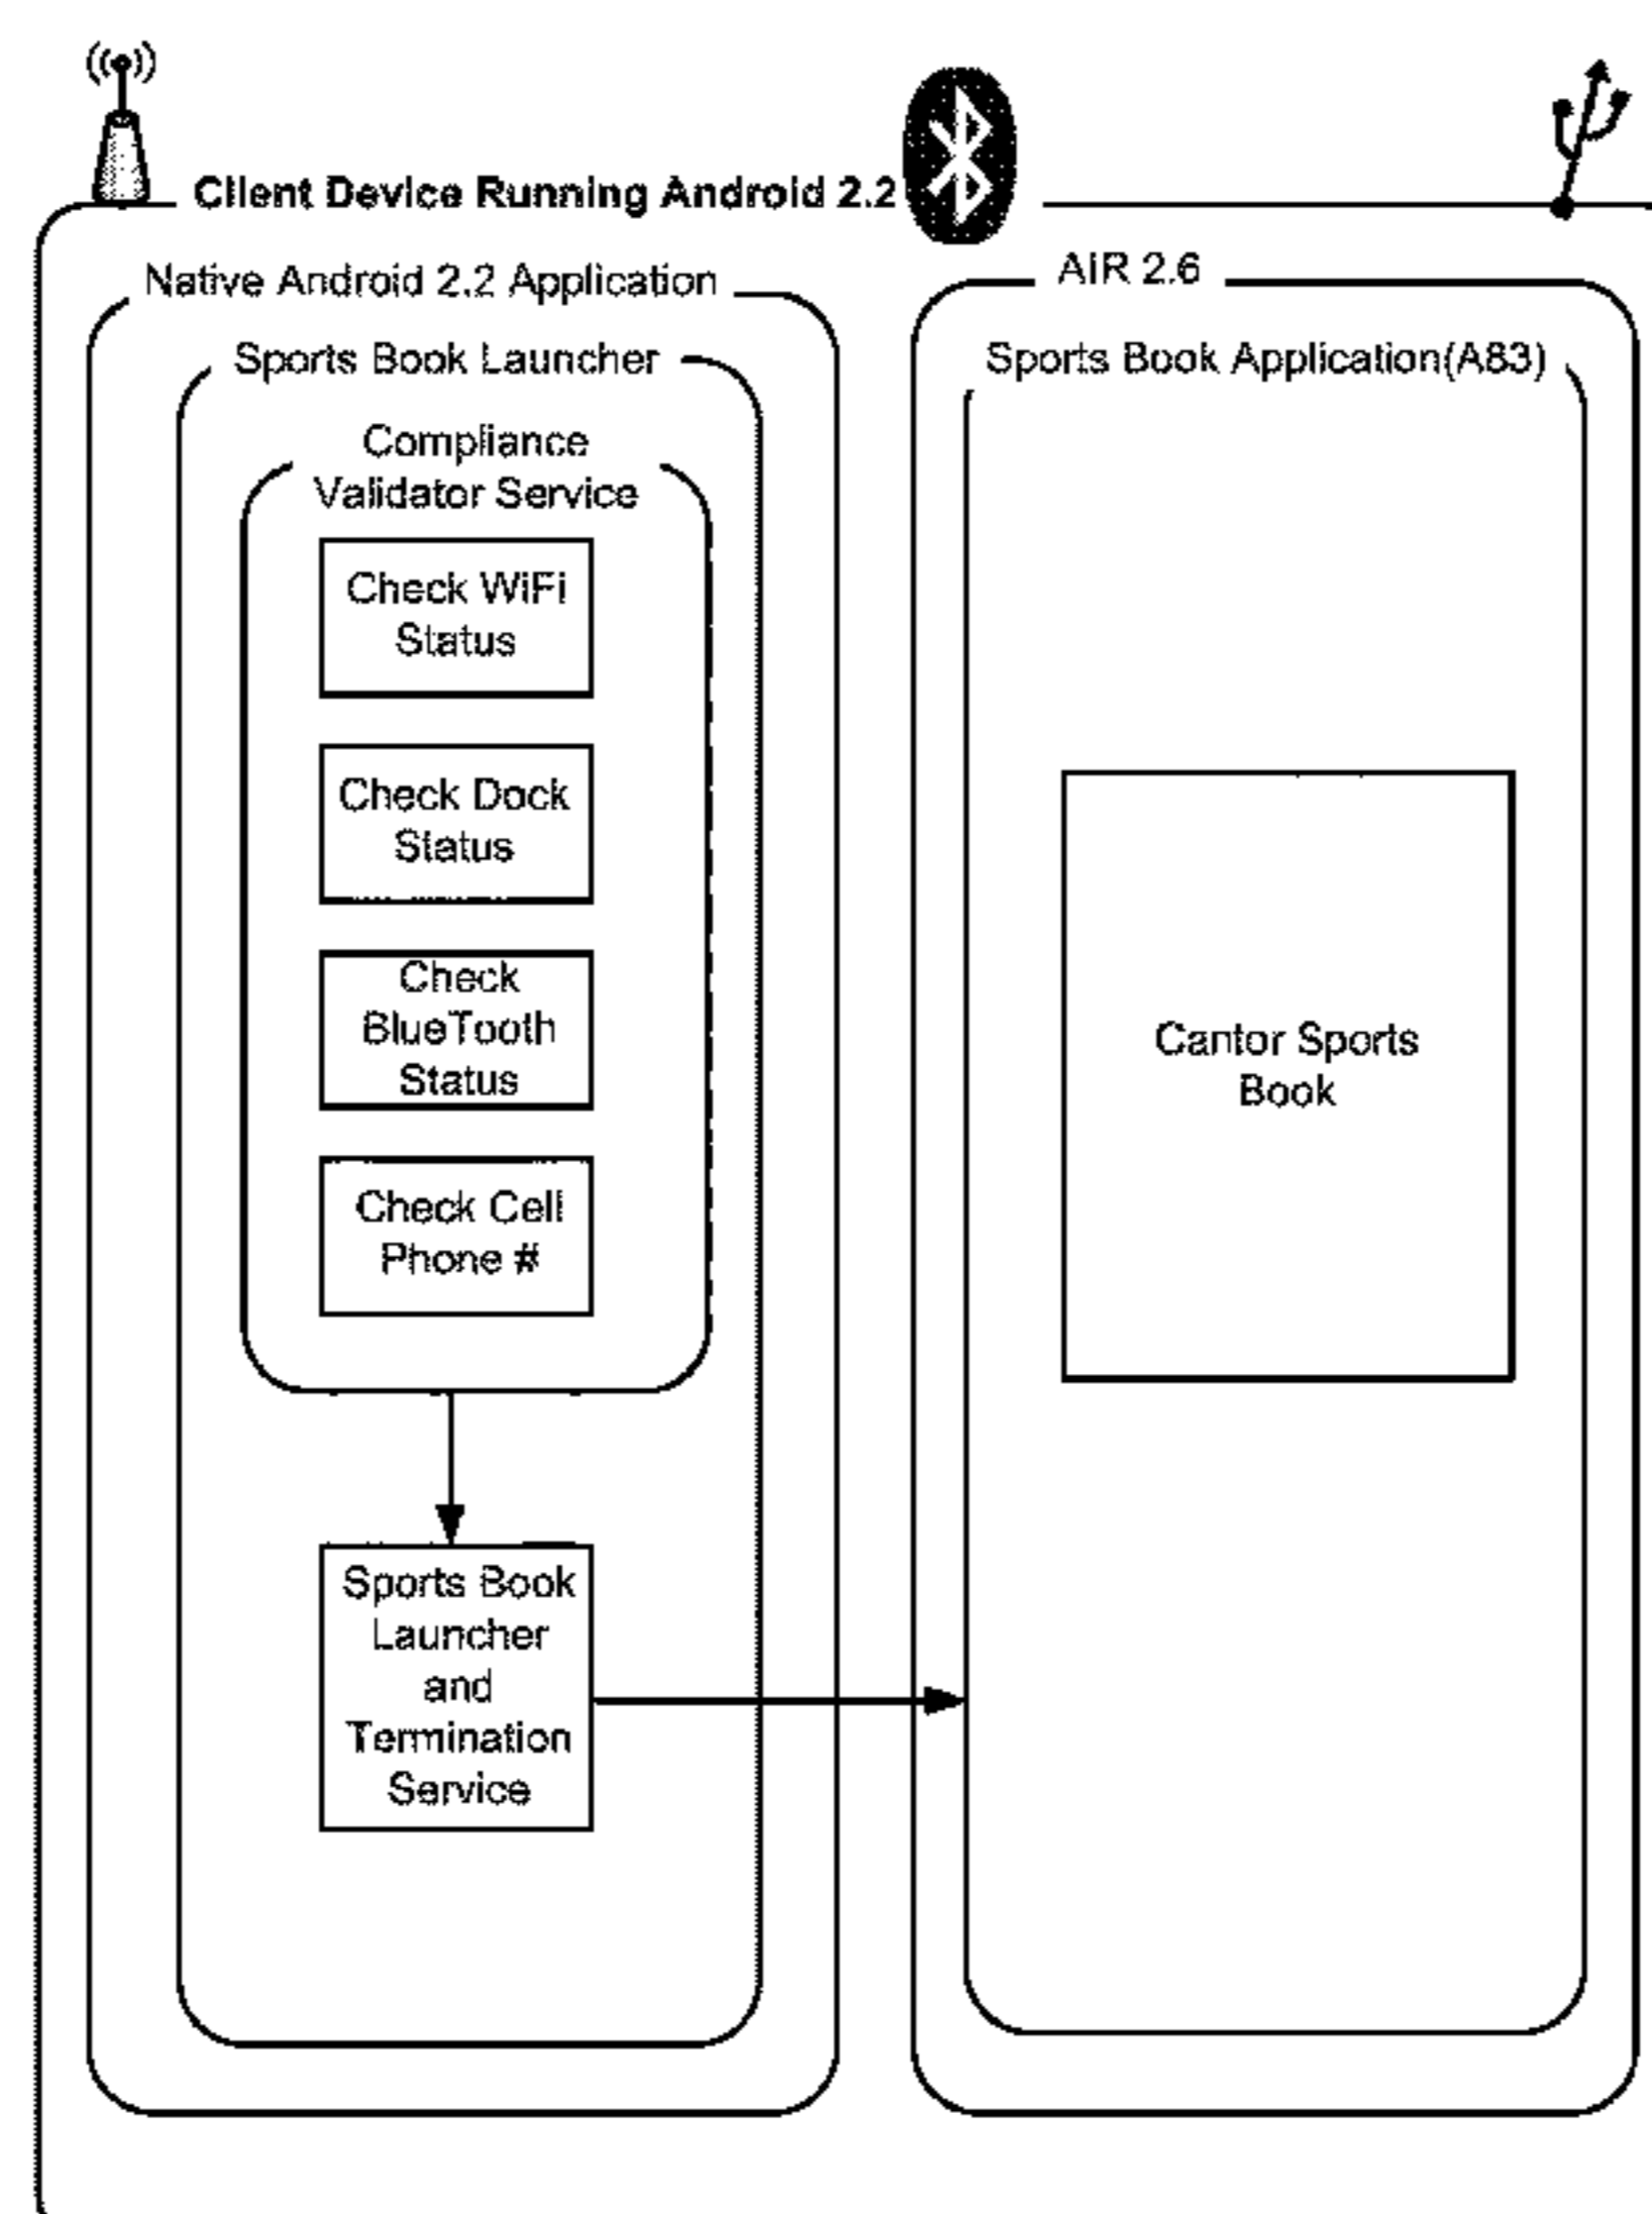 Client Device Running Android 2.2
Native Android 2.2 Application
Sports Book Launcher
Compliance
Validator Service
Check WiFi
Status
Check Dock
Status
Check
BlueTooth
Status
Check Cell
Phone #
Sports Book
Launcher
and
Termination
Service
AIR 2.6
Sports Book Application(A83)
Cantor Sports
Book